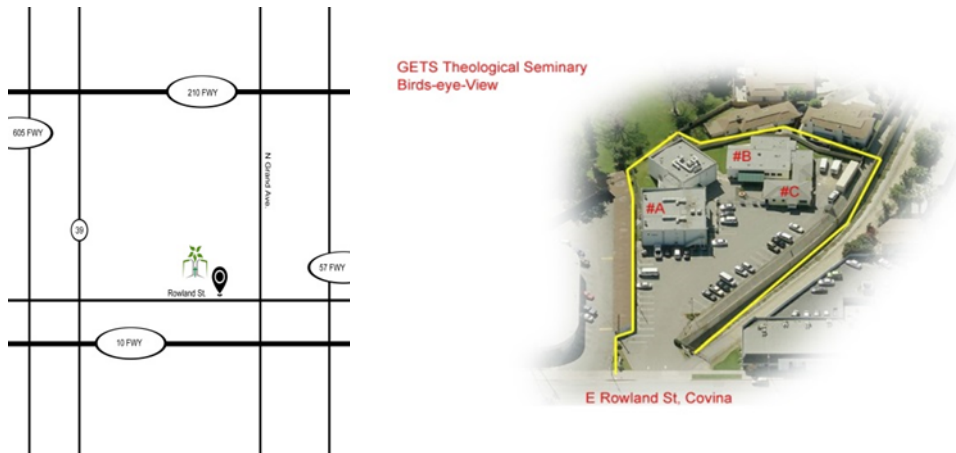 210 FWY
605 FWY
N Grand Ave.
39
57 FWY
Rowland St.
10 FWY
GETS Theological Seminary
Birds-eye-View
#B
#C
#A
E Rowland St, Covina